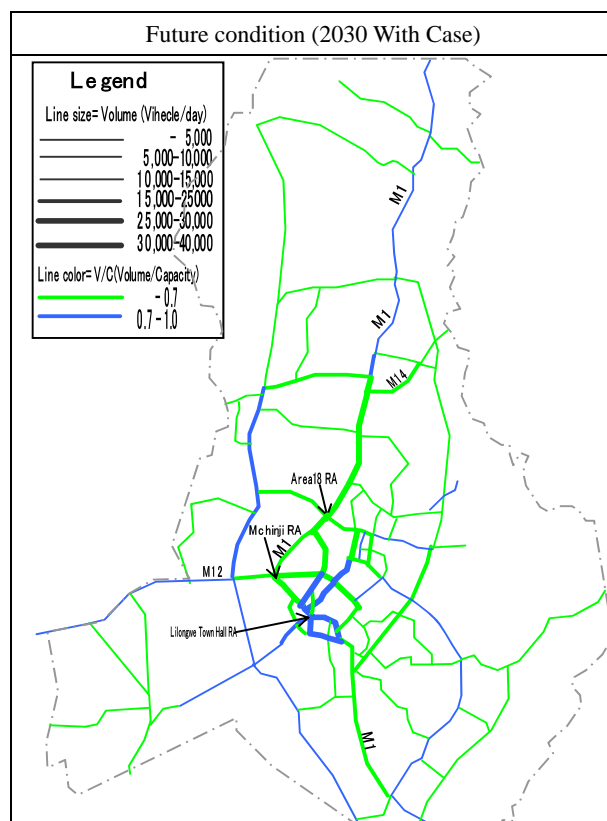 Future condition (2030 With Case)
Legend
Line size= Volume (Vihecle/day)
- 5,000
5,000-10,000
10,000-15,000
15,000-25000
25,000-30,000
30,000-40,000
Line color= V/C(Volume/Capacity)
- 0.7
0.7-1.0
M1
M1
M14
Area18 RA
Mchinji RA
M1
M12
Lilongwe Town Hall RA
M1